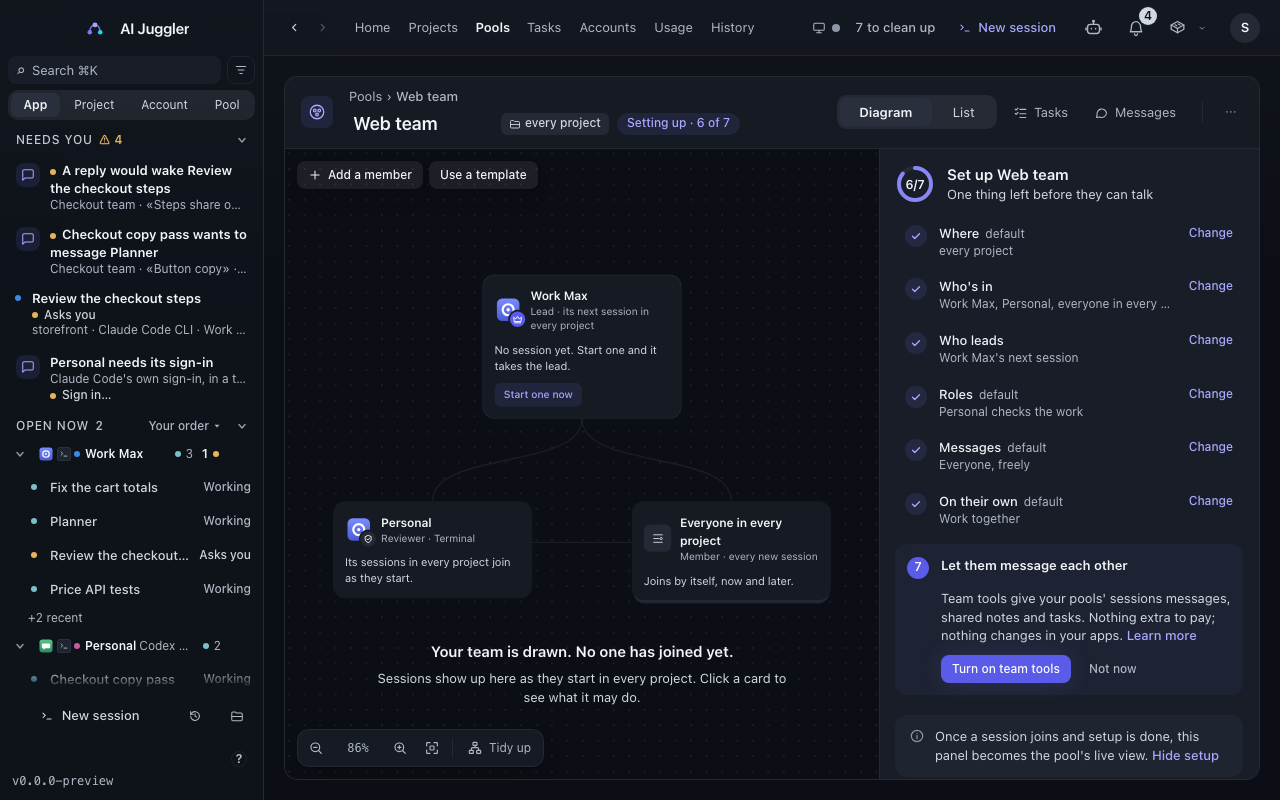 AI Juggler
Search ⌘K
App Project Account Pool
NEEDS YOU 4
A reply would wake Review
the checkout steps
Checkout team · «Steps share o...
Checkout copy pass wants to
message Planner
Checkout team · «Button copy» ·...
Review the checkout steps
Asks you
storefront · Claude Code CLI · Work ...
Personal needs its sign-in
Claude Code's own sign-in, in a t...
Sign in...
OPEN NOW 2 Your order
Work Max 3 1
Fix the cart totals Working
Planner Working
Review the checkout... Asks you
Price API tests Working
+2 recent
Personal Codex ... 2
Checkout copy pass Working
New session
?
v0.0.0-preview
Home Projects Pools Tasks Accounts Usage History
7 to clean up
New session
4
S
Pools › Web team
Web team
every project
Setting up · 6 of 7
Diagram List
Tasks
Messages
Add a member
Use a template
Work Max
Lead · its next session in
every project
No session yet. Start one and it
takes the lead.
Start one now
Personal
Reviewer · Terminal
Its sessions in every project join
as they start.
Everyone in every
project
Member · every new session
Joins by itself, now and later.
Your team is drawn. No one has joined yet.
Sessions show up here as they start in every project. Click a card to
see what it may do.
86%
Tidy up
6/7
Set up Web team
One thing left before they can talk
Where default Change
every project
Who's in Change
Work Max, Personal, everyone in every ...
Who leads Change
Work Max's next session
Roles default Change
Personal checks the work
Messages default Change
Everyone, freely
On their own default Change
Work together
7 Let them message each other
Team tools give your pools' sessions messages,
shared notes and tasks. Nothing extra to pay;
nothing changes in your apps. Learn more
Turn on team tools Not now
Once a session joins and setup is done, this
panel becomes the pool's live view. Hide setup